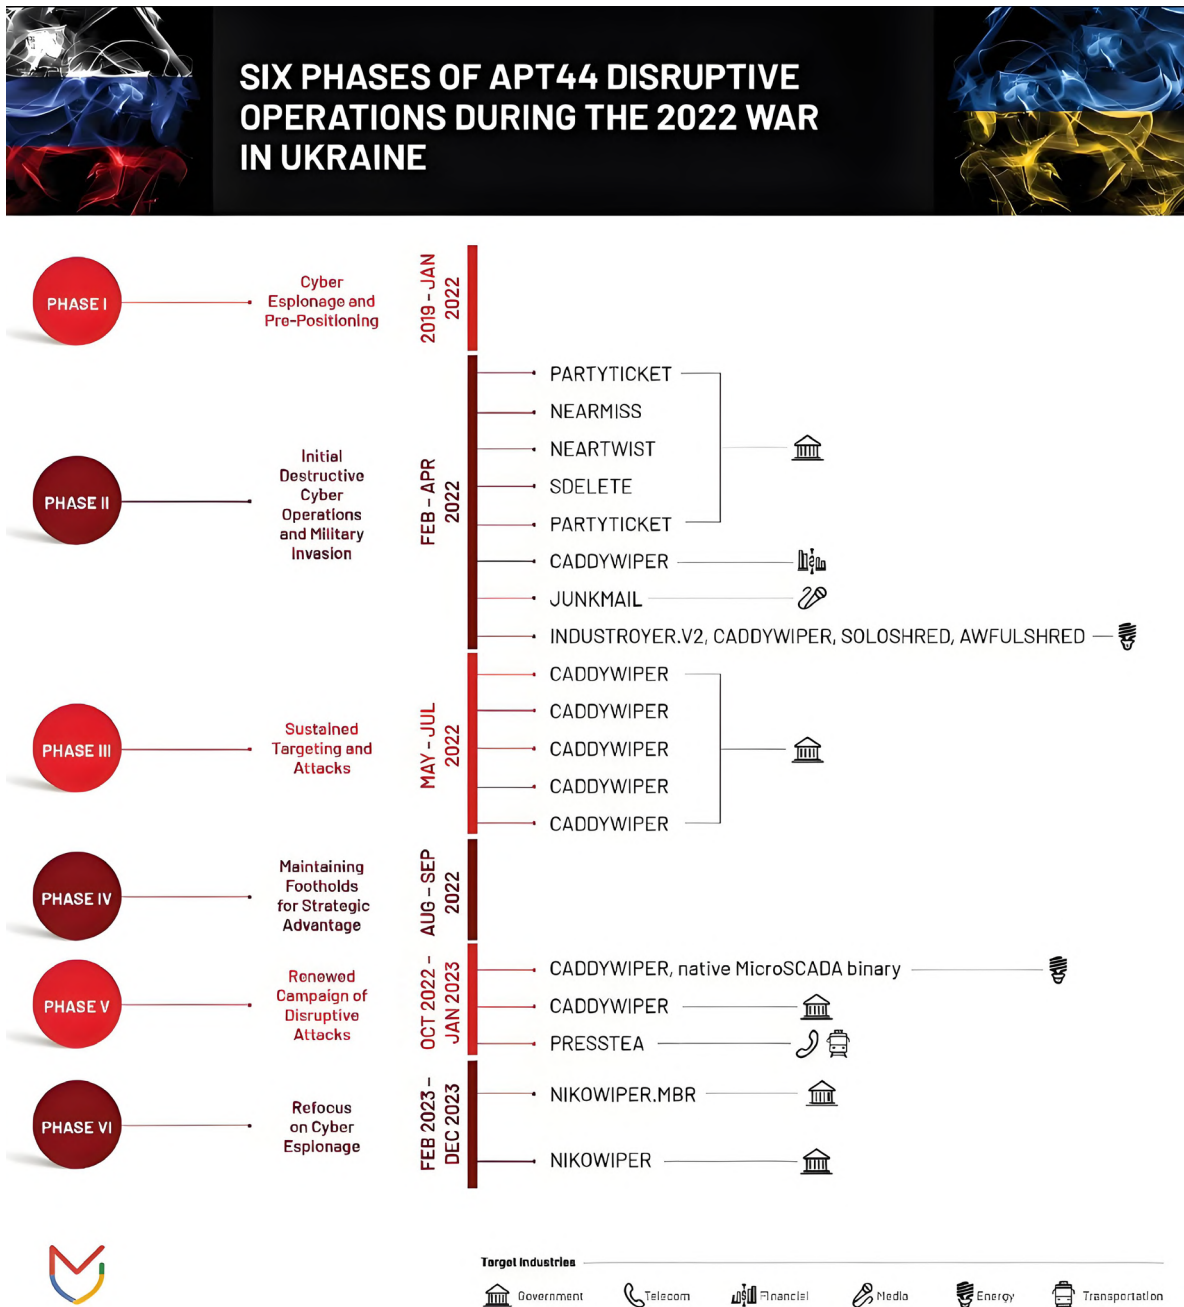 SIX PHASES OF APT44 DISRUPTIVE
OPERATIONS DURING THE 2022 WAR
IN UKRAINE
PHASE I
Cyber
Espionage and
Pre-Positioning
2019 - JAN
2022
PHASE II
Initial
Destructive
Cyber
Operations
and Military
Invasion
FEB - APR
2022
PARTYTICKET
NEARMISS
NEARTWIST
SDELETE
PARTYTICKET
CADDYWIPER
JUNKMAIL
INDUSTROYER.V2, CADDYWIPER, SOLOSHRED, AWFULSHRED
PHASE III
Sustained
Targeting and
Attacks
MAY - JUL
2022
CADDYWIPER
CADDYWIPER
CADDYWIPER
CADDYWIPER
CADDYWIPER
PHASE IV
Maintaining
Footholds
for Strategic
Advantage
AUG - SEP
2022
PHASE V
Renewed
Campaign of
Disruptive
Attacks
OCT 2022 -
JAN 2023
CADDYWIPER, native MicroSCADA binary
CADDYWIPER
PRESSTEA
PHASE VI
Refocus
on Cyber
Espionage
FEB 2023 -
DEC 2023
NIKOWIPER.MBR
NIKOWIPER
Target Industries
Government
Telecom
Financial
Media
Energy
Transportation